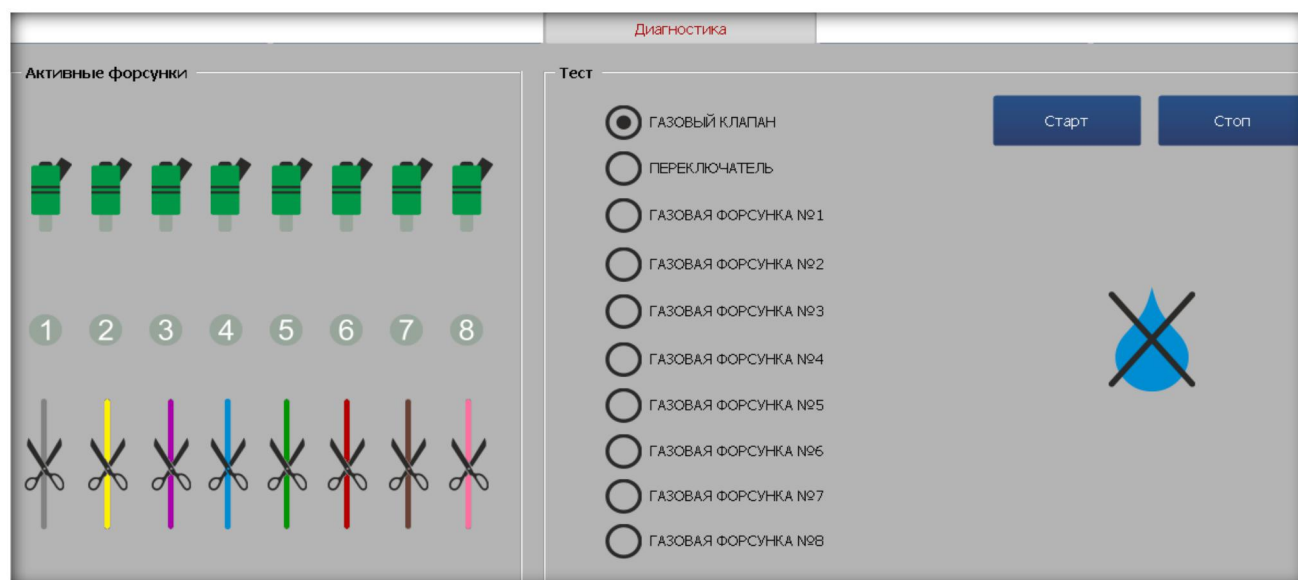 Диагностика
Активные форсунки
1 2 3 4 5 6 7 8
Тест
ГАЗОВЫЙ КЛАПАН
Старт
Стоп
ПЕРЕКЛЮЧАТЕЛЬ
ГАЗОВАЯ ФОРСУНКА №1
ГАЗОВАЯ ФОРСУНКА №2
ГАЗОВАЯ ФОРСУНКА №3
ГАЗОВАЯ ФОРСУНКА №4
ГАЗОВАЯ ФОРСУНКА №5
ГАЗОВАЯ ФОРСУНКА №6
ГАЗОВАЯ ФОРСУНКА №7
ГАЗОВАЯ ФОРСУНКА №8